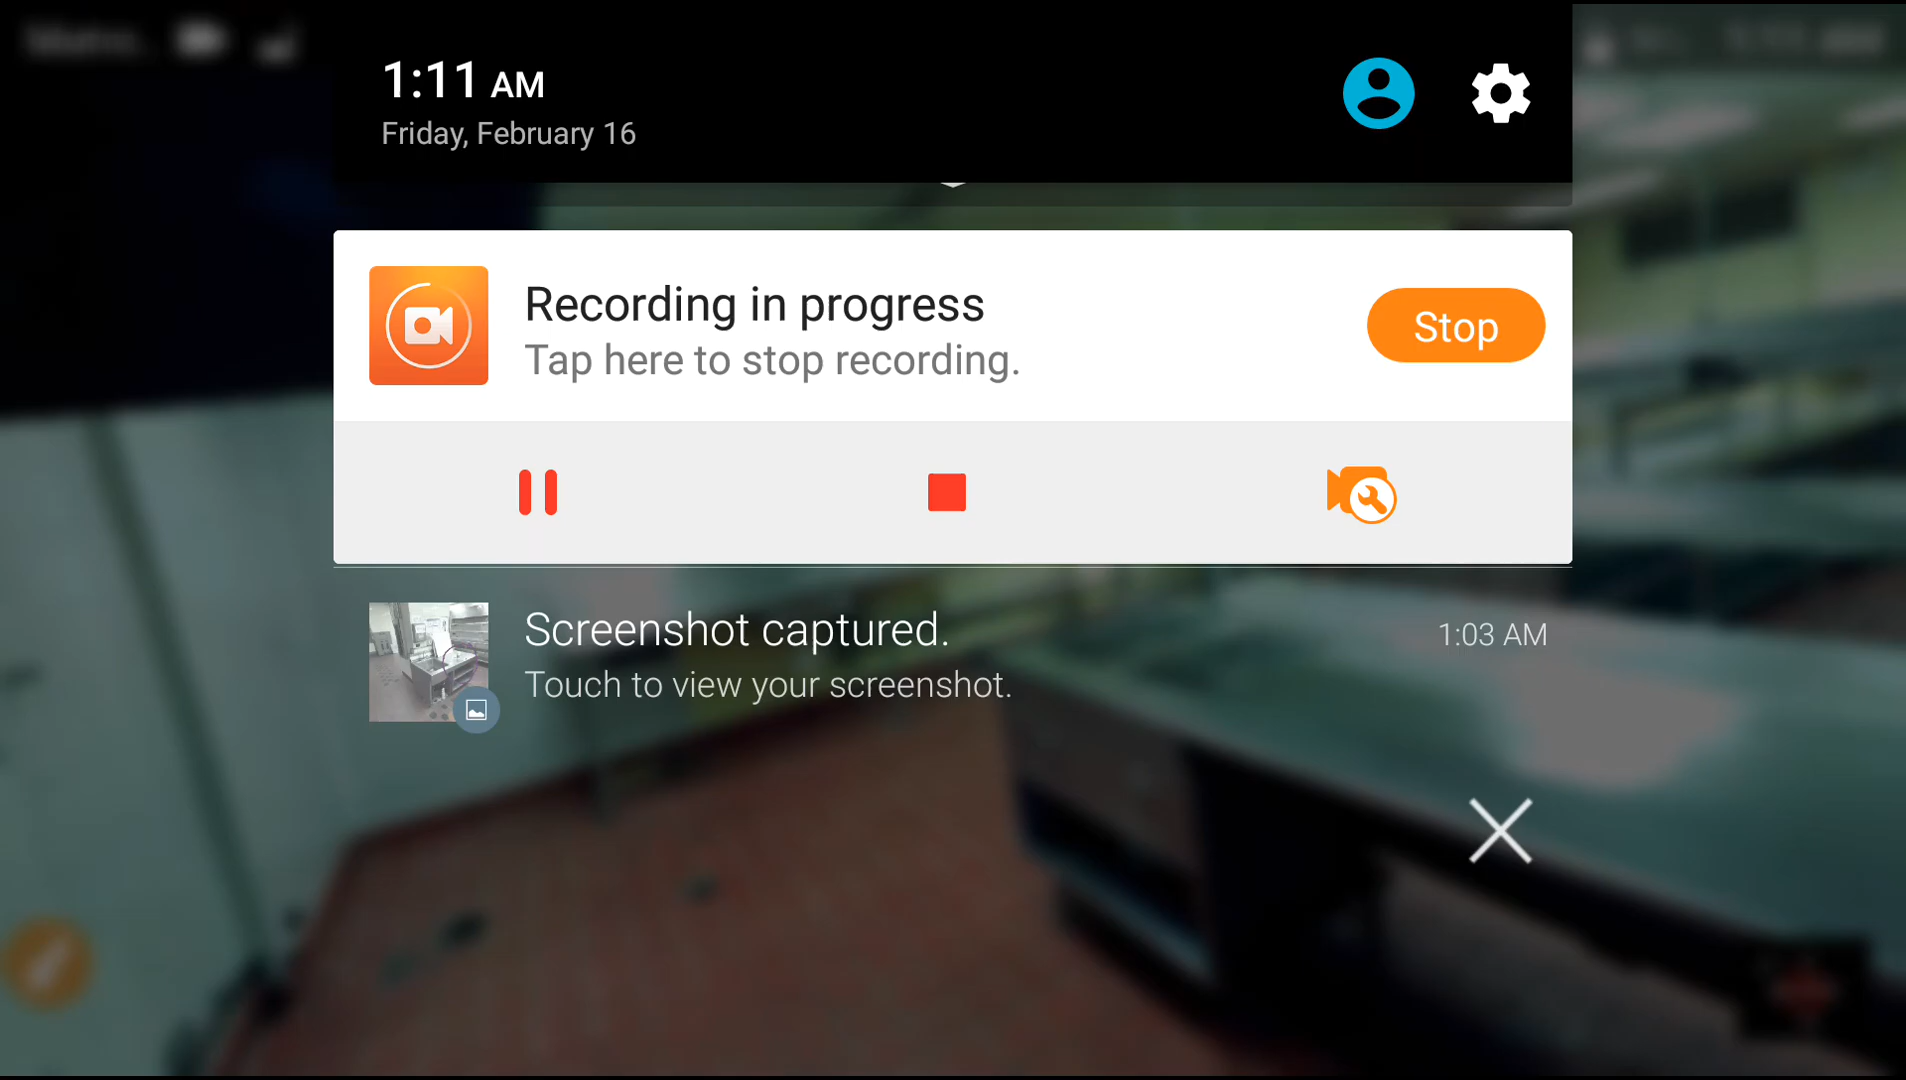 1:11 AM
Friday, February 16
Recording in progress
Tap here to stop recording.
Stop
Screenshot captured.
1:03 AM
Touch to view your screenshot.